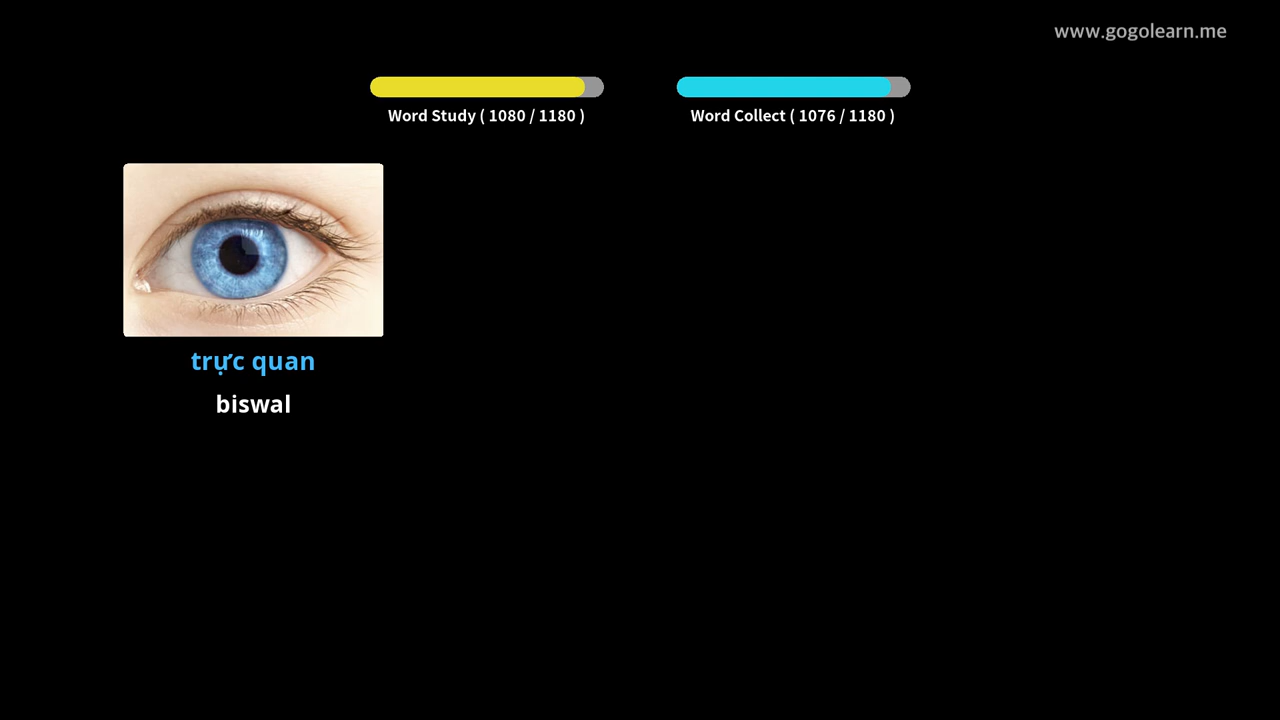 www.gogolearn.me
Word Study ( 1080 / 1180 )
Word Collect ( 1076 / 1180 )
trực quan
biswal